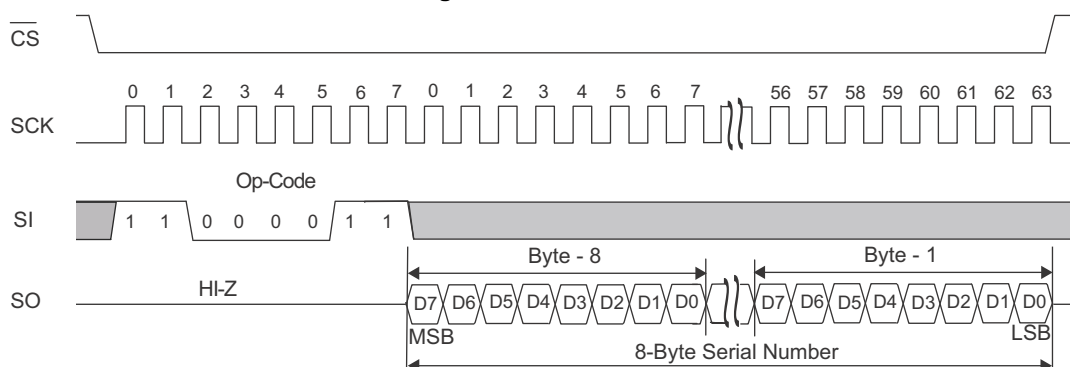 CS
0 1 2 3 4 5 6 7 0 1 2 3 4 5 6 7 56 57 58 59 60 61 62 63
SCK
Op-Code
SI 1 1 0 0 0 0 1 1
Byte - 8 Byte - 1
HI-Z
SO D7 D6 D5 D4 D3 D2 D1 D0 D7 D6 D5 D4 D3 D2 D1 D0
MSB LSB
8-Byte Serial Number